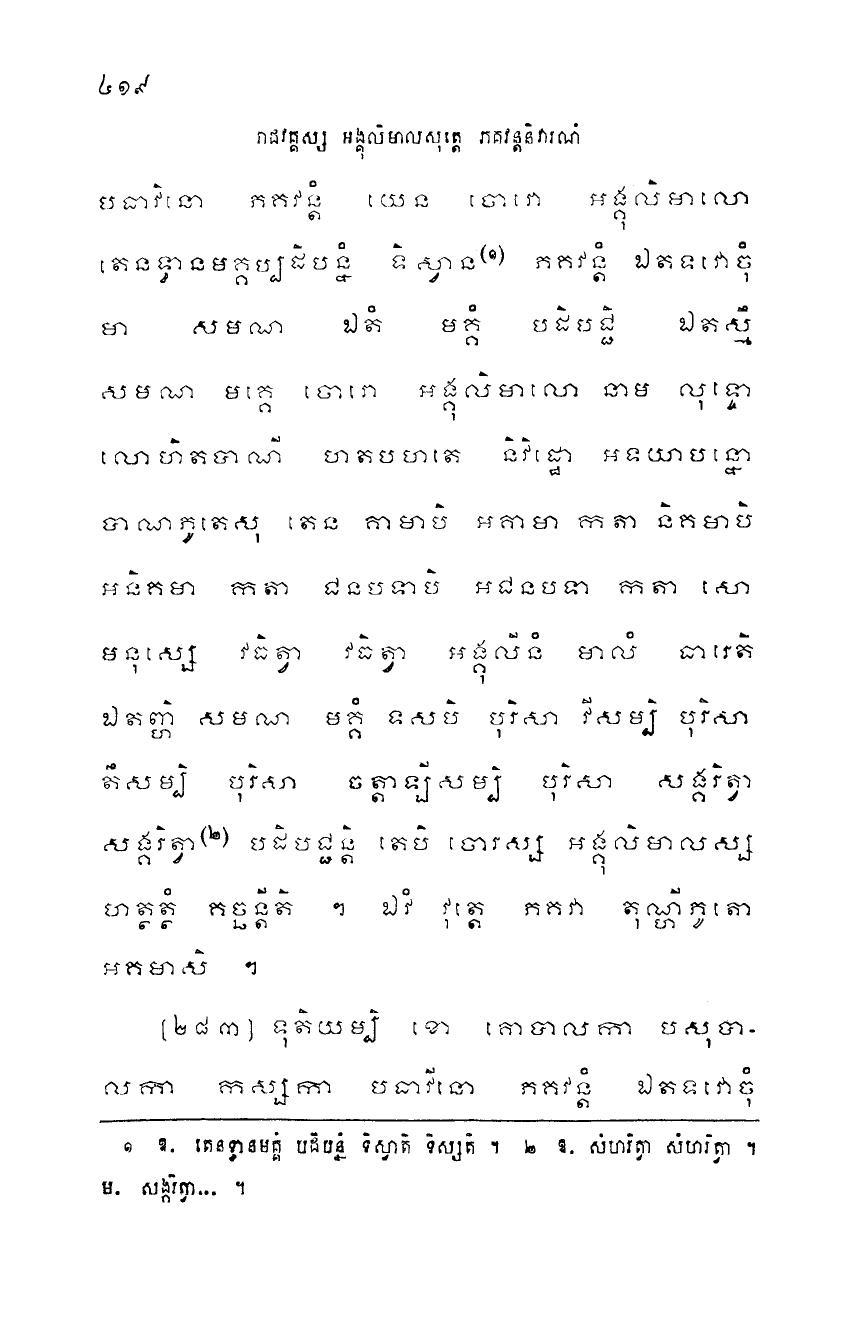 ៤១៩
រាជវគ្គស្ស អង្គុលិមាលសុត្តេ ភគវន្តនិវារណំ
បថាវិនោ ភគវន្តំ យេន ចោរោ អង្គុលិមាលោ
តេនទ្ធានមគ្គប្បដិបន្នំ ទិស្វាន(១) ភគវន្តំ ឯតទវោចុំ
មា សមណ ឯតំ មគ្គំ បដិបជ្ជិ ឯតស្មឹ
សមណ មគ្គេ ចោរោ អង្គុលិមាលោ នាម លុទ្ទោ
លោហិតបាណី ហតបហតេ និវិដ្ឋោ អទយាបន្នោ
បាណភូតេសុ តេន គាមាបិ អគាមា កតា និគមាបិ
អនិគមា កតា ជនបទាបិ អជនបទា កតា សោ
មនុស្សេ វធិត្វា វធិត្វា អង្គុលីនំ មាលំ ធារេតិ
ឯតញ្ហិ សមណ មគ្គំ ទសបិ បុរិសា វីសម្បិ បុរិសា
តឹសម្បិ បុរិសា ចត្តាឡីសម្បិ បុរិសា សង្ករិត្វា
សង្ករិត្វា(២) បដិបជ្ជន្តិ តេបិ ចោរស្ស អង្គុលិមាលស្ស
ហត្ថត្ថំ គច្ឆន្តីតិ ។ ឯវំ វុត្តេ ភគវា តុណ្ហីភូតោ
អគមាសិ ។
[២៨៣] ទុតិយម្បិ ខោ គោបាលកា បសុបា-
លកា កស្សកា បថាវីនោ ភគវន្តំ ឯតទវោចុំ
១ ឱ. តេនទ្ធានមគ្គំ បដិបន្នំ ទិស្វាតិ ទិស្សតិ ។ ២ ឱ. សំហរិត្វា សំហរិត្វា ។
ម. សង្ករិត្វា... ។